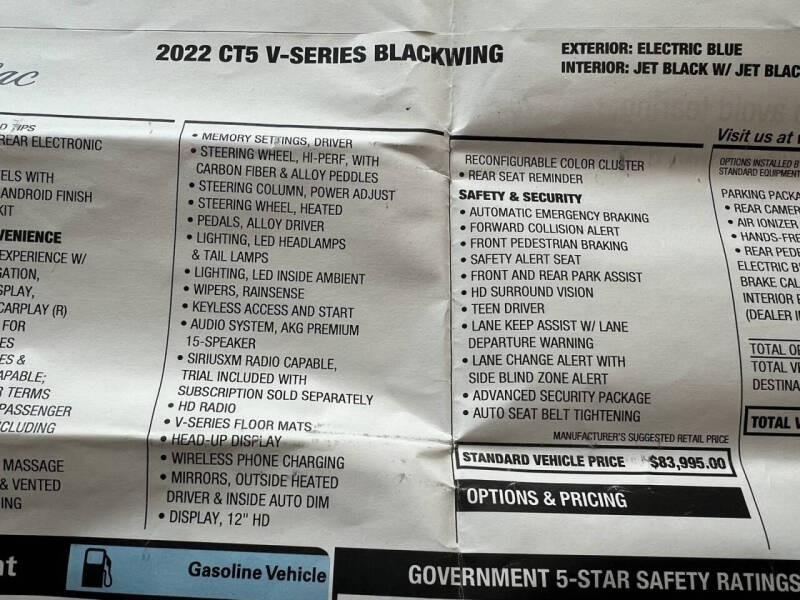 2022 CT5 V-SERIES BLACKWING
EXTERIOR: ELECTRIC BLUE
INTERIOR: JET BLACK W/ JET BLAC
TIPS
REAR ELECTRONIC
ELS WITH
ANDROID FINISH
KIT
VENIENCE
EXPERIENCE W/
GATION,
SPLAY,
CARPLAY (R)
FOR
ES
ES &
APABLE;
R TERMS
PASSENGER
CLUDING
MASSAGE
& VENTED
ING
• MEMORY SETTINGS, DRIVER
• STEERING WHEEL, HI-PERF, WITH
CARBON FIBER & ALLOY PEDDLES
• STEERING COLUMN, POWER ADJUST
• STEERING WHEEL, HEATED
• PEDALS, ALLOY DRIVER
• LIGHTING, LED HEADLAMPS
& TAIL LAMPS
• LIGHTING, LED INSIDE AMBIENT
• WIPERS, RAINSENSE
• KEYLESS ACCESS AND START
• AUDIO SYSTEM, AKG PREMIUM
15-SPEAKER
• SIRIUSXM RADIO CAPABLE,
TRIAL INCLUDED WITH
SUBSCRIPTION SOLD SEPARATELY
• HD RADIO
• V-SERIES FLOOR MATS
• HEAD-UP DISPLAY
• WIRELESS PHONE CHARGING
• MIRRORS, OUTSIDE HEATED
DRIVER & INSIDE AUTO DIM
• DISPLAY, 12" HD
RECONFIGURABLE COLOR CLUSTER
• REAR SEAT REMINDER
SAFETY & SECURITY
• AUTOMATIC EMERGENCY BRAKING
• FORWARD COLLISION ALERT
• FRONT PEDESTRIAN BRAKING
• SAFETY ALERT SEAT
• FRONT AND REAR PARK ASSIST
• HD SURROUND VISION
• TEEN DRIVER
• LANE KEEP ASSIST W/ LANE
DEPARTURE WARNING
• LANE CHANGE ALERT WITH
SIDE BLIND ZONE ALERT
• ADVANCED SECURITY PACKAGE
• AUTO SEAT BELT TIGHTENING
MANUFACTURER'S SUGGESTED RETAIL PRICE
STANDARD VEHICLE PRICE $83,995.00
OPTIONS & PRICING
Visit us at
OPTIONS INSTALLED B
STANDARD EQUIPMENT
PARKING PACKA
• REAR CAMER
• AIR IONIZER
• HANDS-FRE
• REAR PEDE
ELECTRIC B
BRAKE CAL
INTERIOR P
(DEALER I
TOTAL OP
TOTAL VE
DESTINA
TOTAL V
Gasoline Vehicle
GOVERNMENT 5-STAR SAFETY RATINGS